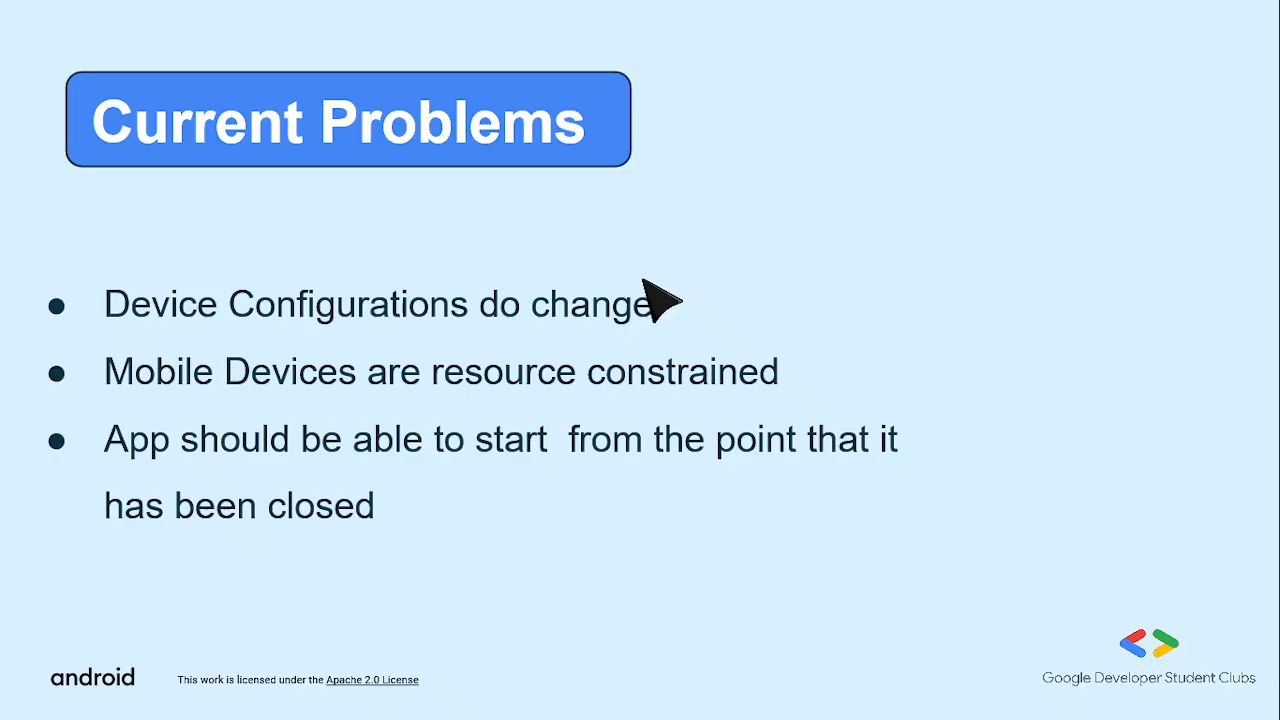 Current Problems
● Device Configurations do change
● Mobile Devices are resource constrained
● App should be able to start  from the point that it
has been closed
android
This work is licensed under the Apache 2.0 License
Google Developer Student Clubs